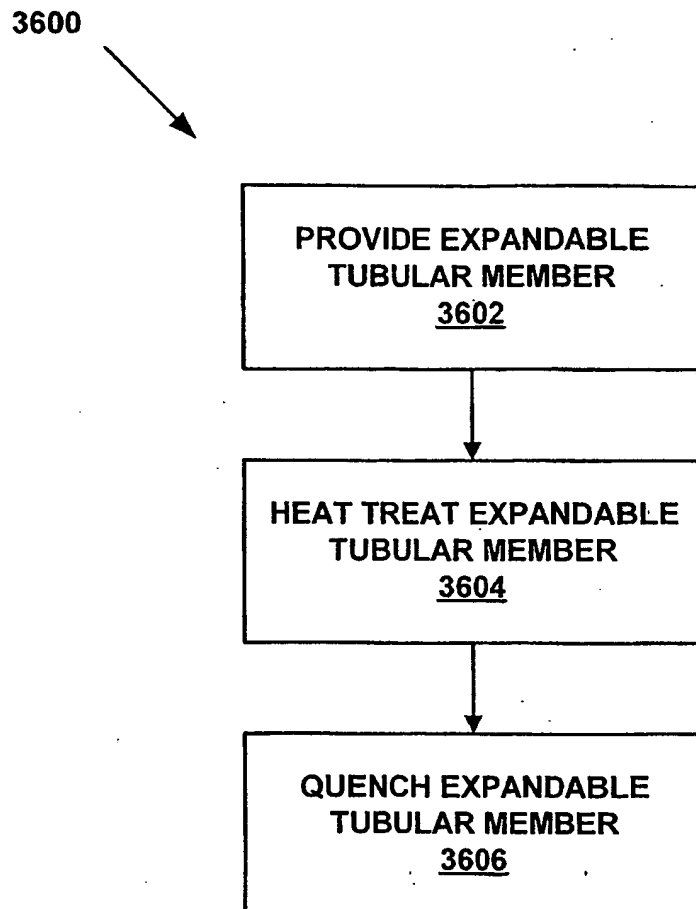 3600
PROVIDE EXPANDABLE
TUBULAR MEMBER
3602
HEAT TREAT EXPANDABLE
TUBULAR MEMBER
3604
QUENCH EXPANDABLE
TUBULAR MEMBER
3606